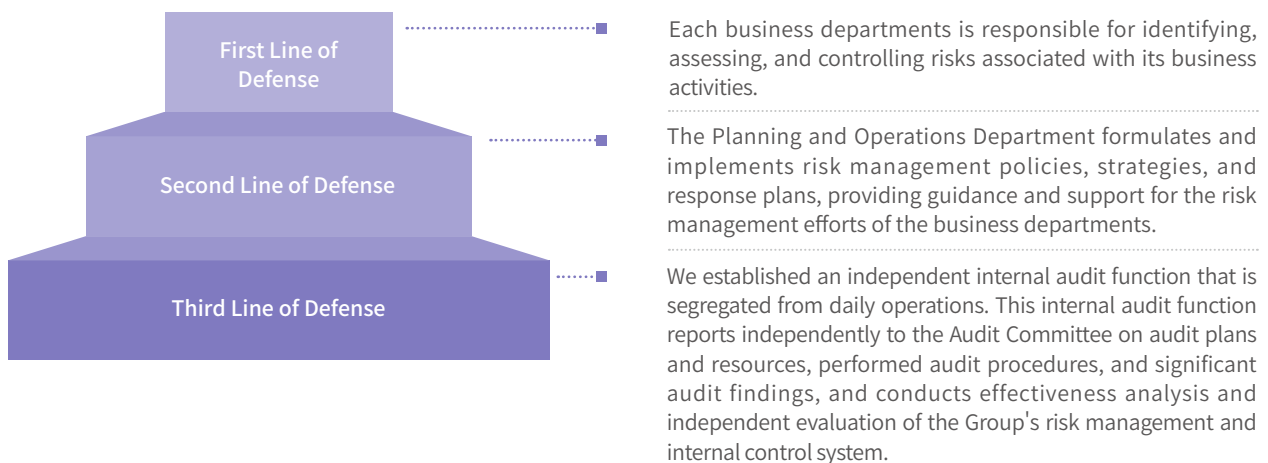 First Line of
Defense
Each business departments is responsible for identifying,
assessing, and controlling risks associated with its business
activities.
Second Line of Defense
The Planning and Operations Department formulates and
implements risk management policies, strategies, and
response plans, providing guidance and support for the risk
management efforts of the business departments.
Third Line of Defense
We established an independent internal audit function that is
segregated from daily operations. This internal audit function
reports independently to the Audit Committee on audit plans
and resources, performed audit procedures, and significant
audit findings, and conducts effectiveness analysis and
independent evaluation of the Group's risk management and
internal control system.